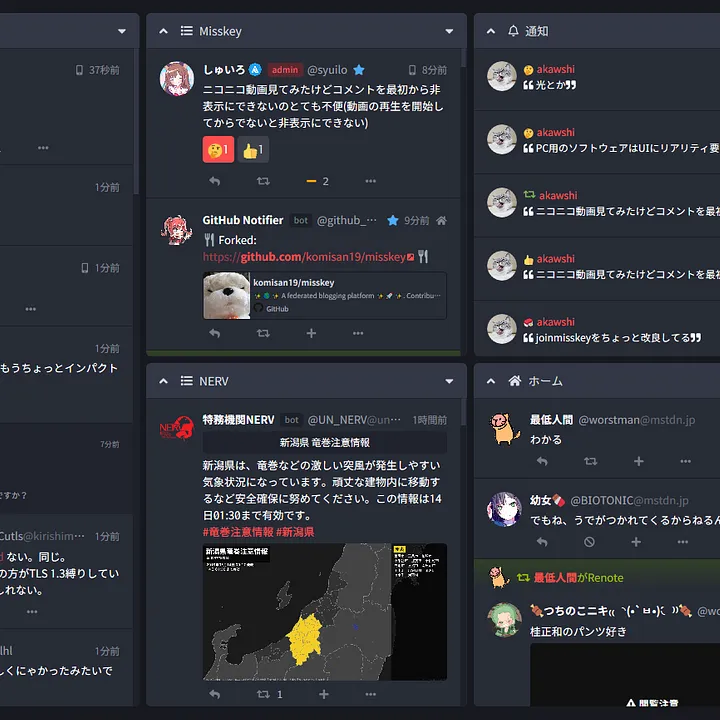 37秒前
1分前
1分前
1分前
もうちょっとインパクト
7分前
ですか？
Cutls@kirishim… 1分前
ない。同じ。
の方がTLS 1.3縛りしてい
しれない。
lhl 1分前
しくにゃかったみたいで
Misskey
しゅいろ admin @syuilo 8分前
ニコニコ動画見てみたけどコメントを最初から非
表示にできないのとても不便(動画の再生を開始し
てからでないと非表示にできない)
1 1
2
GitHub Notifier bot @github_… 9分前
Forked:
https://github.com/komisan19/misskey
komisan19/misskey
A federated blogging platform . Contribu…
GitHub
NERV
特務機関NERV bot @UN_NERV@un… 1時間前
新潟県 竜巻注意情報
新潟県は、竜巻などの激しい突風が発生しやすい
気象状況になっています。頑丈な建物内に移動す
るなど安全確保に努めてください。この情報は14
日01:30まで有効です。
#竜巻注意情報 #新潟県
新潟県竜巻注意情報
1
通知
akawshi
光とか
akawshi
PC用のソフトウェアはUIにリアリティ要
akawshi
ニコニコ動画見てみたけどコメントを最初
akawshi
ニコニコ動画見てみたけどコメントを最初
akawshi
joinmisskeyをちょっと改良してる
ホーム
最低人間 @worstman@mstdn.jp
わかる
幼女 @BIOTONIC@mstdn.jp
でもね、うでがつかれてくるからねるん
最低人間がRenote
つちのこニキ @wo
桂正和のパンツ好き
閲覧注意